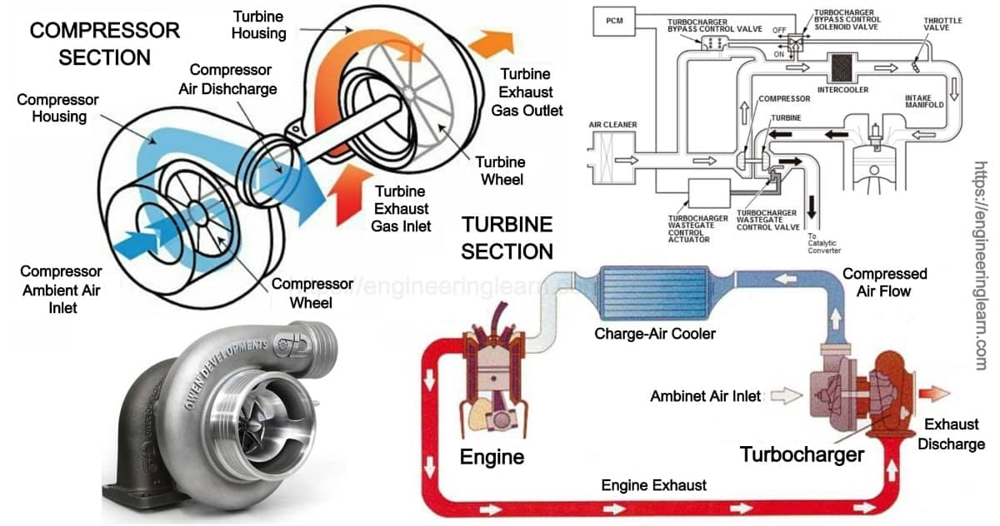 COMPRESSOR
SECTION
Turbine
Housing
Compressor
Air Dishcharge
Compressor
Housing
Turbine
Exhaust
Gas Outlet
Turbine
Wheel
Turbine
Exhaust
Gas Inlet
TURBINE
SECTION
Compressor
Ambient Air
Inlet
Compressor
Wheel
https://engineeringlearn.com
OWEN DEVELOPMENTS
PCM
TURBOCHARGER
BYPASS CONTROL VALVE
TURBOCHARGER
BYPASS CONTROL
SOLENOID VALVE
OFF
ON
THROTTLE
VALVE
INTERCOOLER
INTAKE
MANIFOLD
COMPRESSOR
TURBINE
AIR CLEANER
TURBOCHARGER
WASTEGATE
CONTROL
ACTUATOR
TURBOCHARGER
WASTEGATE
CONTROL VALVE
To
Catalytic
Converter
https://engineeringlearn.com
Compressed
Air Flow
Charge-Air Cooler
Ambinet Air Inlet
Exhaust
Discharge
Engine
Turbocharger
Engine Exhaust